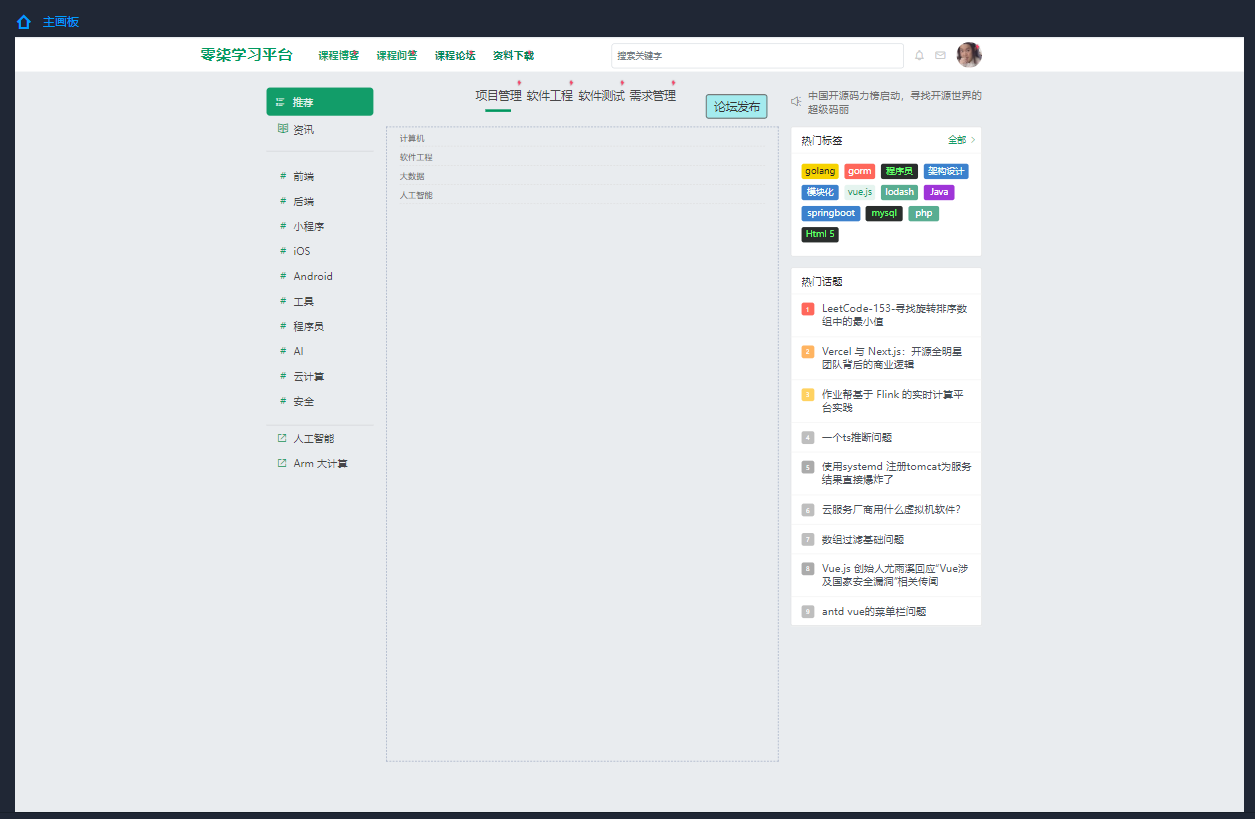 主画板
零柒学习平台
课程博客 课程问答 课程论坛 资料下载
搜索关键字
推荐
资讯
# 前端
# 后端
# 小程序
# iOS
# Android
# 工具
# 程序员
# AI
# 云计算
# 安全
人工智能
Arm 大计算
项目管理 软件工程 软件测试 需求管理
论坛发布
计算机
软件工程
大数据
人工智能
中国开源码力榜启动，寻找开源世界的
超级码丽
热门标签 全部 >
golang gorm 程序员 架构设计
模块化 vue.js lodash Java
springboot mysql php
Html 5
热门话题
1 LeetCode-153-寻找旋转排序数
组中的最小值
2 Vercel 与 Next.js：开源全明星
团队背后的商业逻辑
3 作业帮基于 Flink 的实时计算平
台实践
4 一个ts推断问题
5 使用systemd 注册tomcat为服务
结果直接爆炸了
6 云服务厂商用什么虚拟机软件？
7 数组过滤基础问题
8 Vue.js 创始人尤雨溪回应“Vue涉
及国家安全漏洞”相关传闻
9 antd vue的菜单栏问题